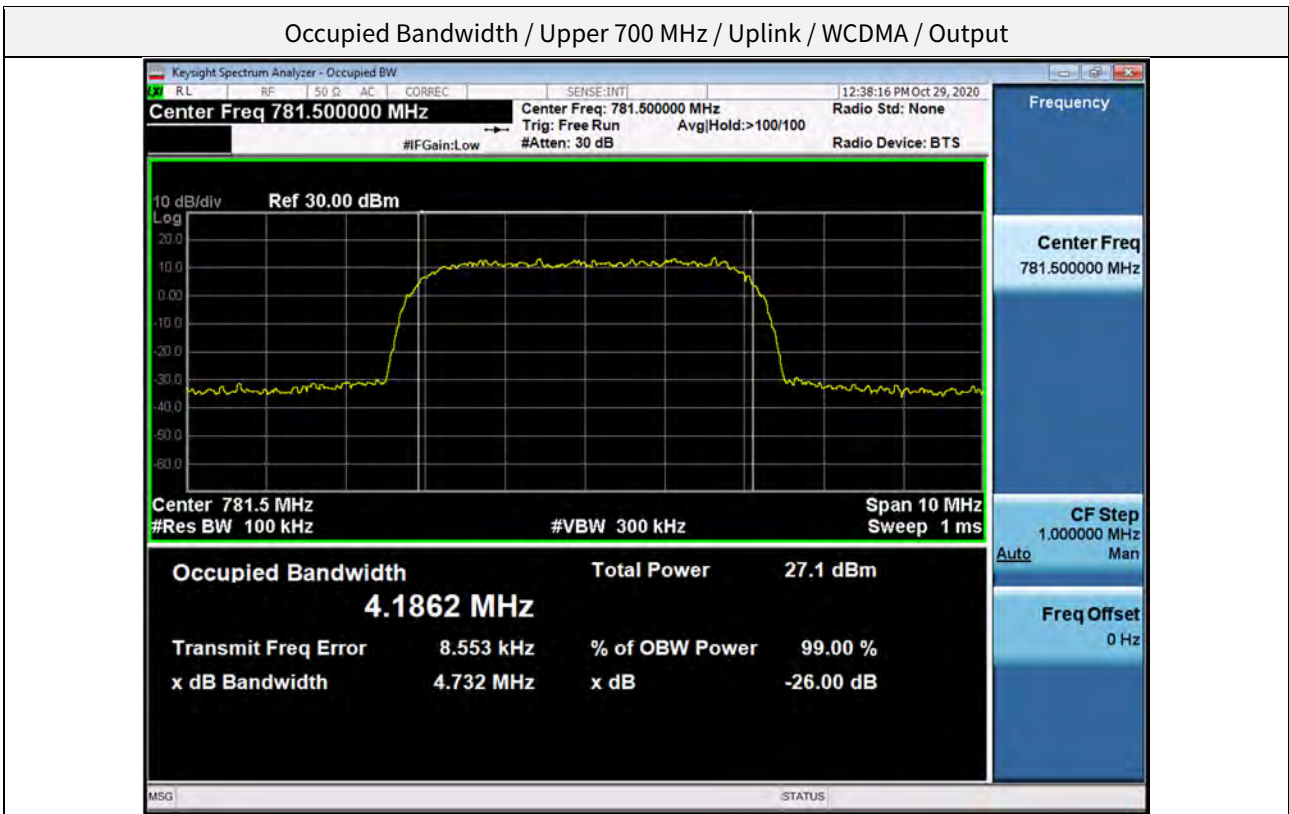 Occupied Bandwidth / Upper 700 MHz / Uplink / WCDMA / Output
Keysight Spectrum Analyzer - Occupied BW
LXI RL RF 50 Ω AC CORREC SENSE:INT 12:38:16 PM Oct 29, 2020
Center Freq 781.500000 MHz
Center Freq: 781.500000 MHz
Radio Std: None
Trig: Free Run Avg|Hold:>100/100
#IFGain:Low
#Atten: 30 dB
Radio Device: BTS
10 dB/div Ref 30.00 dBm
Log
20.0
10.0
0.00
-10.0
-20.0
-30.0
-40.0
-50.0
-60.0
Center 781.5 MHz Span 10 MHz
#Res BW 100 kHz #VBW 300 kHz Sweep 1 ms
Occupied Bandwidth Total Power 27.1 dBm
4.1862 MHz
Transmit Freq Error 8.553 kHz % of OBW Power 99.00 %
x dB Bandwidth 4.732 MHz x dB -26.00 dB
Frequency
Center Freq
781.500000 MHz
CF Step
1.000000 MHz
Auto Man
Freq Offset
0 Hz
MSG STATUS